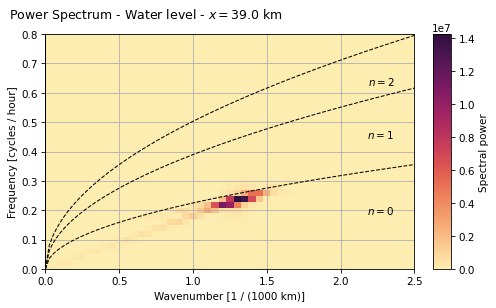 Power Spectrum - Water level - x = 39.0 km
1e7
0.8
0.7
0.6
0.5
0.4
0.3
0.2
0.1
0.0
Frequency [cycles / hour]
n = 2
n = 1
n = 0
0.0 0.5 1.0 1.5 2.0 2.5
Wavenumber [1 / (1000 km)]
1.4
1.2
1.0
0.8
0.6
0.4
0.2
0.0
Spectral power